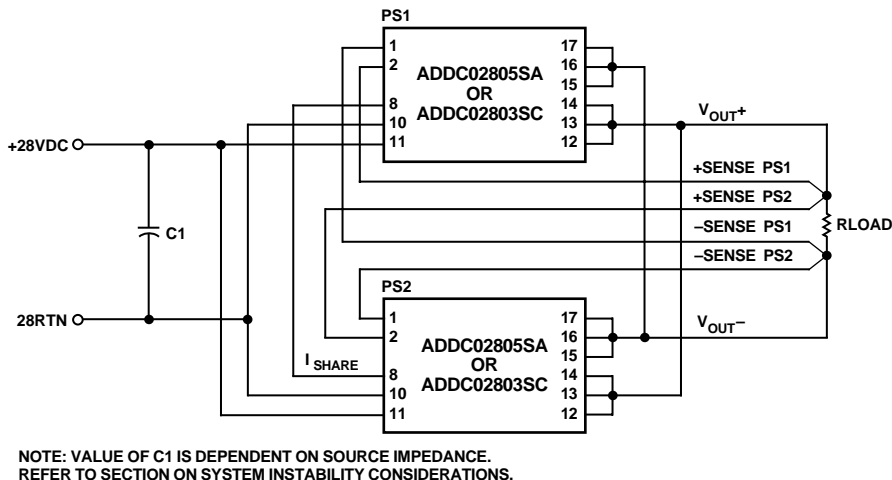 PS1
1
2
8
10
11
ADDC02805SA
OR
ADDC02803SC
17
16
15
14
13
12
VOUT+
+28VDC
C1
28RTN
+SENSE PS1
+SENSE PS2
–SENSE PS1
–SENSE PS2
RLOAD
PS2
1
2
8
10
11
ISHARE
ADDC02805SA
OR
ADDC02803SC
17
16
15
14
13
12
VOUT–
NOTE: VALUE OF C1 IS DEPENDENT ON SOURCE IMPEDANCE.
REFER TO SECTION ON SYSTEM INSTABILITY CONSIDERATIONS.